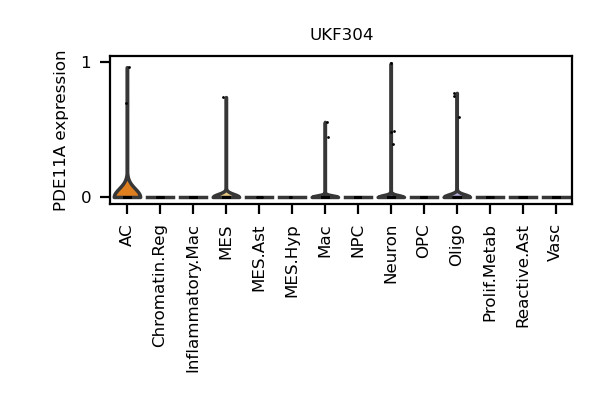 UKF304
PDE11A expression
1
0
AC
Chromatin.Reg
Inflammatory.Mac
MES
MES.Ast
MES.Hyp
Mac
NPC
Neuron
OPC
Oligo
Prolif.Metab
Reactive.Ast
Vasc